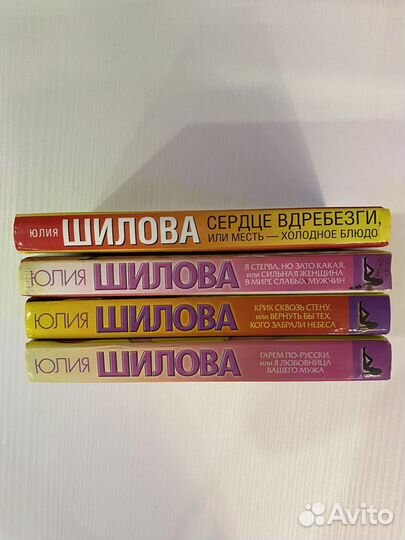 ЮЛИЯ ШИЛОВА СЕРДЦЕ ВДРЕБЕЗГИ,
ИЛИ МЕСТЬ — ХОЛОДНОЕ БЛЮДО
ЮЛИЯ ШИЛОВА Я СТЕРВА, НО ЗАТО КАКАЯ,
ИЛИ СИЛЬНАЯ ЖЕНЩИНА
В МИРЕ СЛАБЫХ МУЖЧИН
ЮЛИЯ ШИЛОВА КРИК СКВОЗЬ СТЕНУ,
ИЛИ ВЕРНУТЬ БЫ ТЕХ,
КОГО ЗАБРАЛИ НЕБЕСА
ЮЛИЯ ШИЛОВА ГАРЕМ ПО-РУССКИ,
ИЛИ Я ЛЮБОВНИЦА
ВАШЕГО МУЖА
Avito